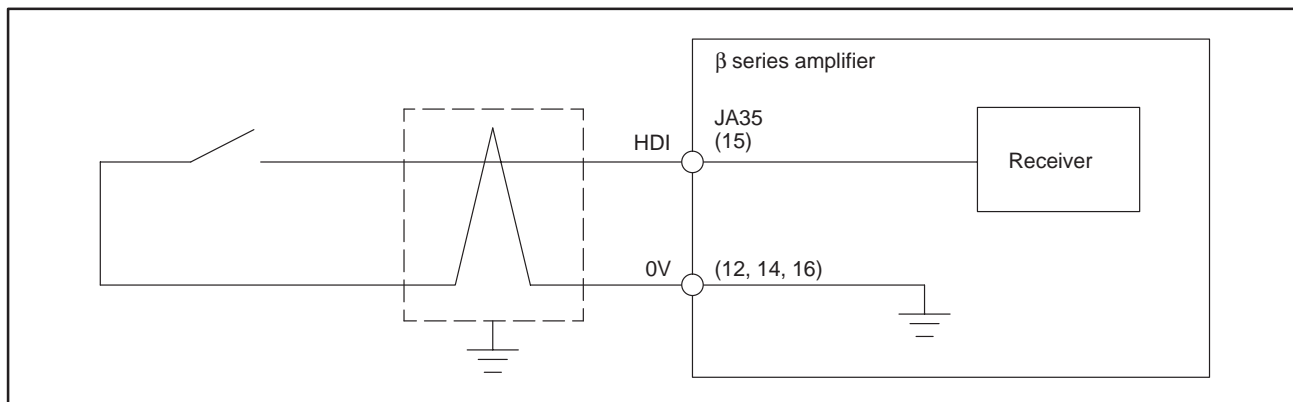 β series amplifier
JA35
HDI
(15)
Receiver
0V
(12, 14, 16)